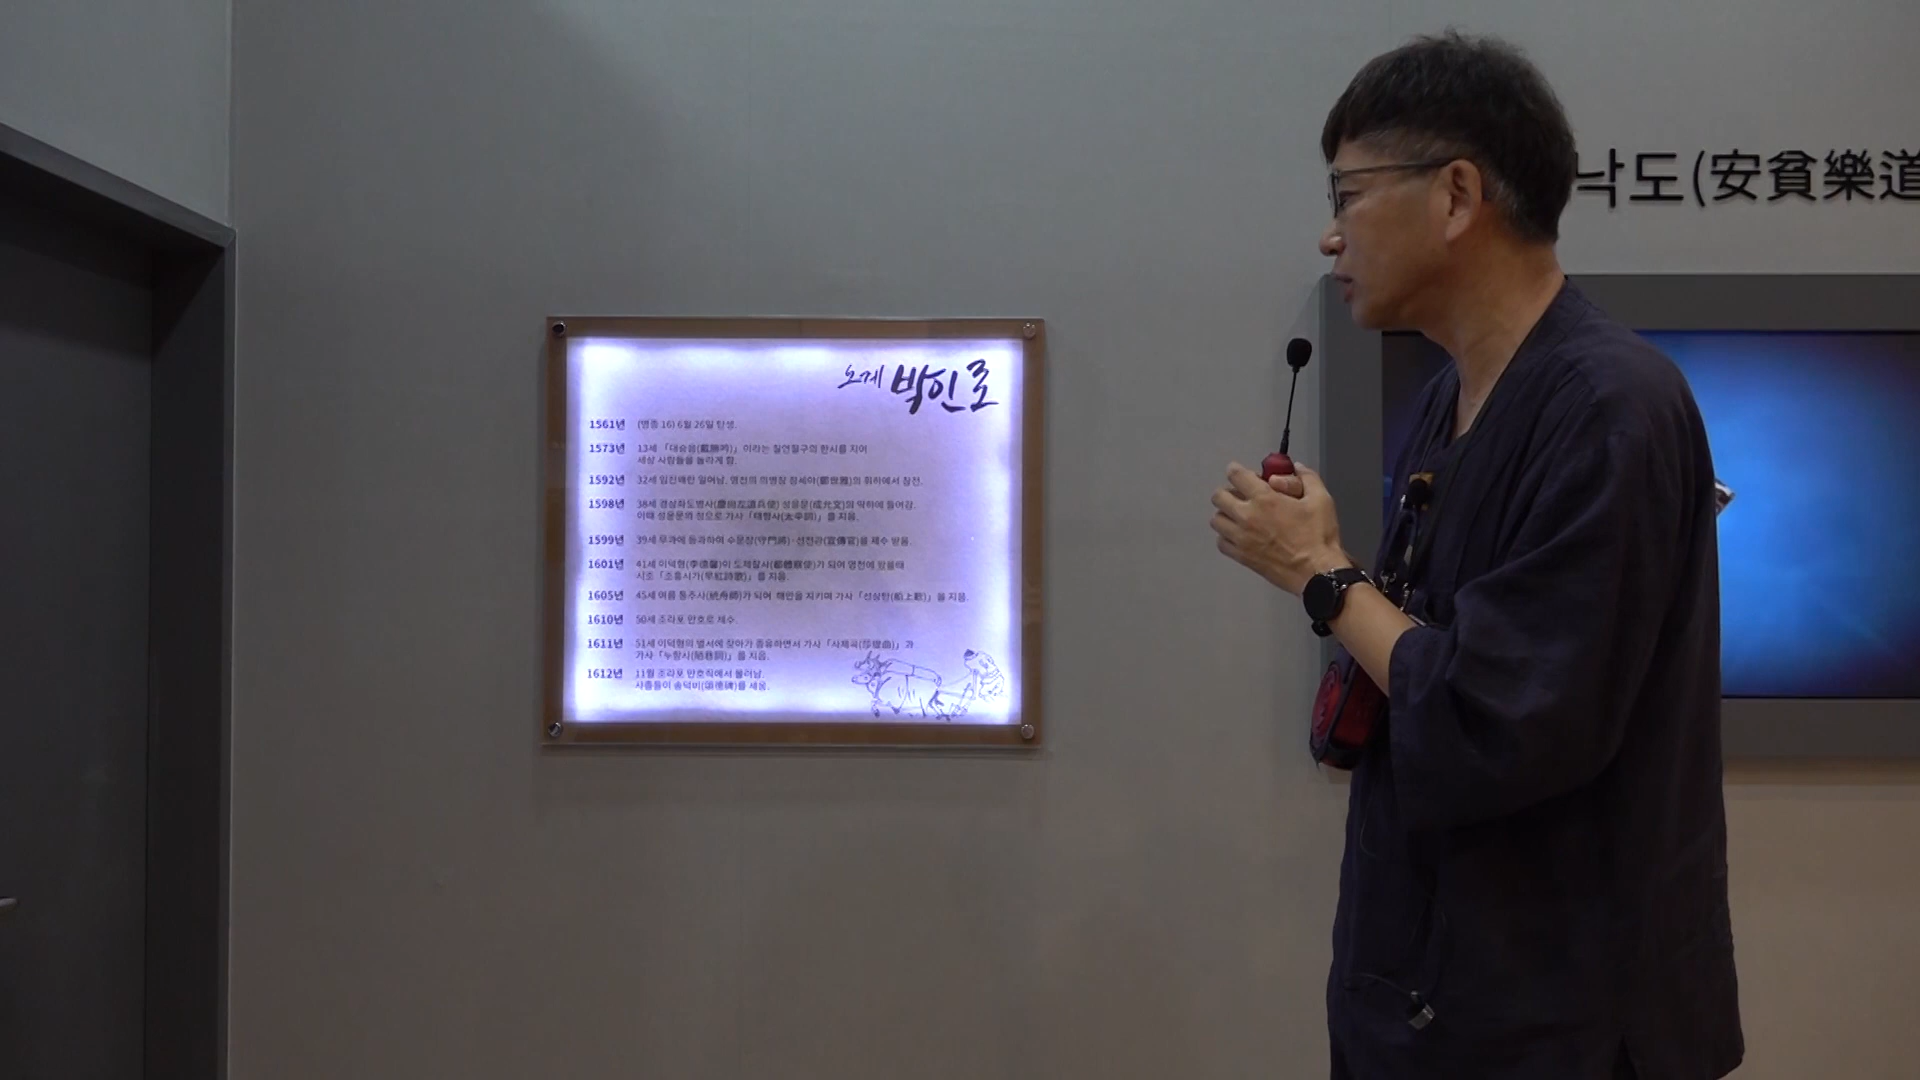 노계 박인로
1561년 (명종 16) 6월 26일 탄생.
1573년 13세 「대승음(戴勝吟)」이라는 칠언절구의 한시를 지어
세상 사람들을 놀라게 함.
1592년 32세 임진왜란 일어남. 영천의 의병장 정세아(鄭世雅)의 휘하에서 참전.
1598년 38세 경상좌도병사(慶尙左道兵使) 성윤문(成允文)의 막하에 들어감.
이때 성윤문의 명으로 가사 「태평사(太平詞)」를 지음.
1599년 39세 무과에 등과하여 수문장(守門將)·선전관(宣傳官)을 제수 받음.
1601년 41세 이덕형(李德馨)이 도체찰사(都體察使)가 되어 영천에 왔을때
시조 「조홍시가(早紅詩歌)」를 지음.
1605년 45세 여름 통주사(統舟師)가 되어 해안을 지키며 가사 「선상탄(船上歎)」을 지음.
1610년 50세 조라포 만호로 제수.
1611년 51세 이덕형의 별서에 찾아가 종유하면서 가사 「사제곡(莎堤曲)」과
가사 「누항사(陋巷詞)」를 지음.
1612년 11월 조라포 만호직에서 물러남.
사졸들이 송덕비(頌德碑)를 세움.
낙도(安貧樂道